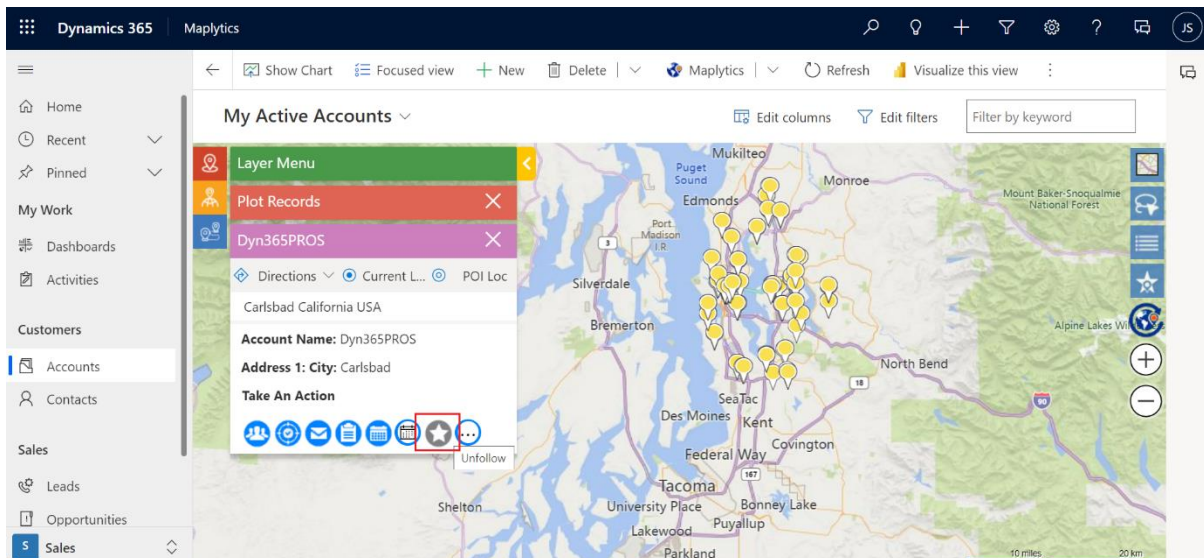 Dynamics 365 Maplytics JS
Show Chart Focused view New Delete Maplytics Refresh Visualize this view
Home
Recent
Pinned
My Work
Dashboards
Activities
Customers
Accounts
Contacts
Sales
Leads
Opportunities
S Sales
My Active Accounts Edit columns Edit filters Filter by keyword
Layer Menu
Plot Records
Dyn365PROS
Directions Current L... POI Loc
Carlsbad California USA
Account Name: Dyn365PROS
Address 1: City: Carlsbad
Take An Action
Unfollow
Mukilteo
Puget
Sound
Monroe
Edmonds
Mount Baker-Snoqualmie
National Forest
Port
Madison
I.R.
3
Silverdale
Bremerton
Alpine Lakes
North Bend
18
90
SeaTac
Des Moines
Kent
Covington
Federal Way
167
Tacoma
Shelton
University Place
Bonney Lake
Puyallup
Lakewood
Parkland
10 miles 20 km